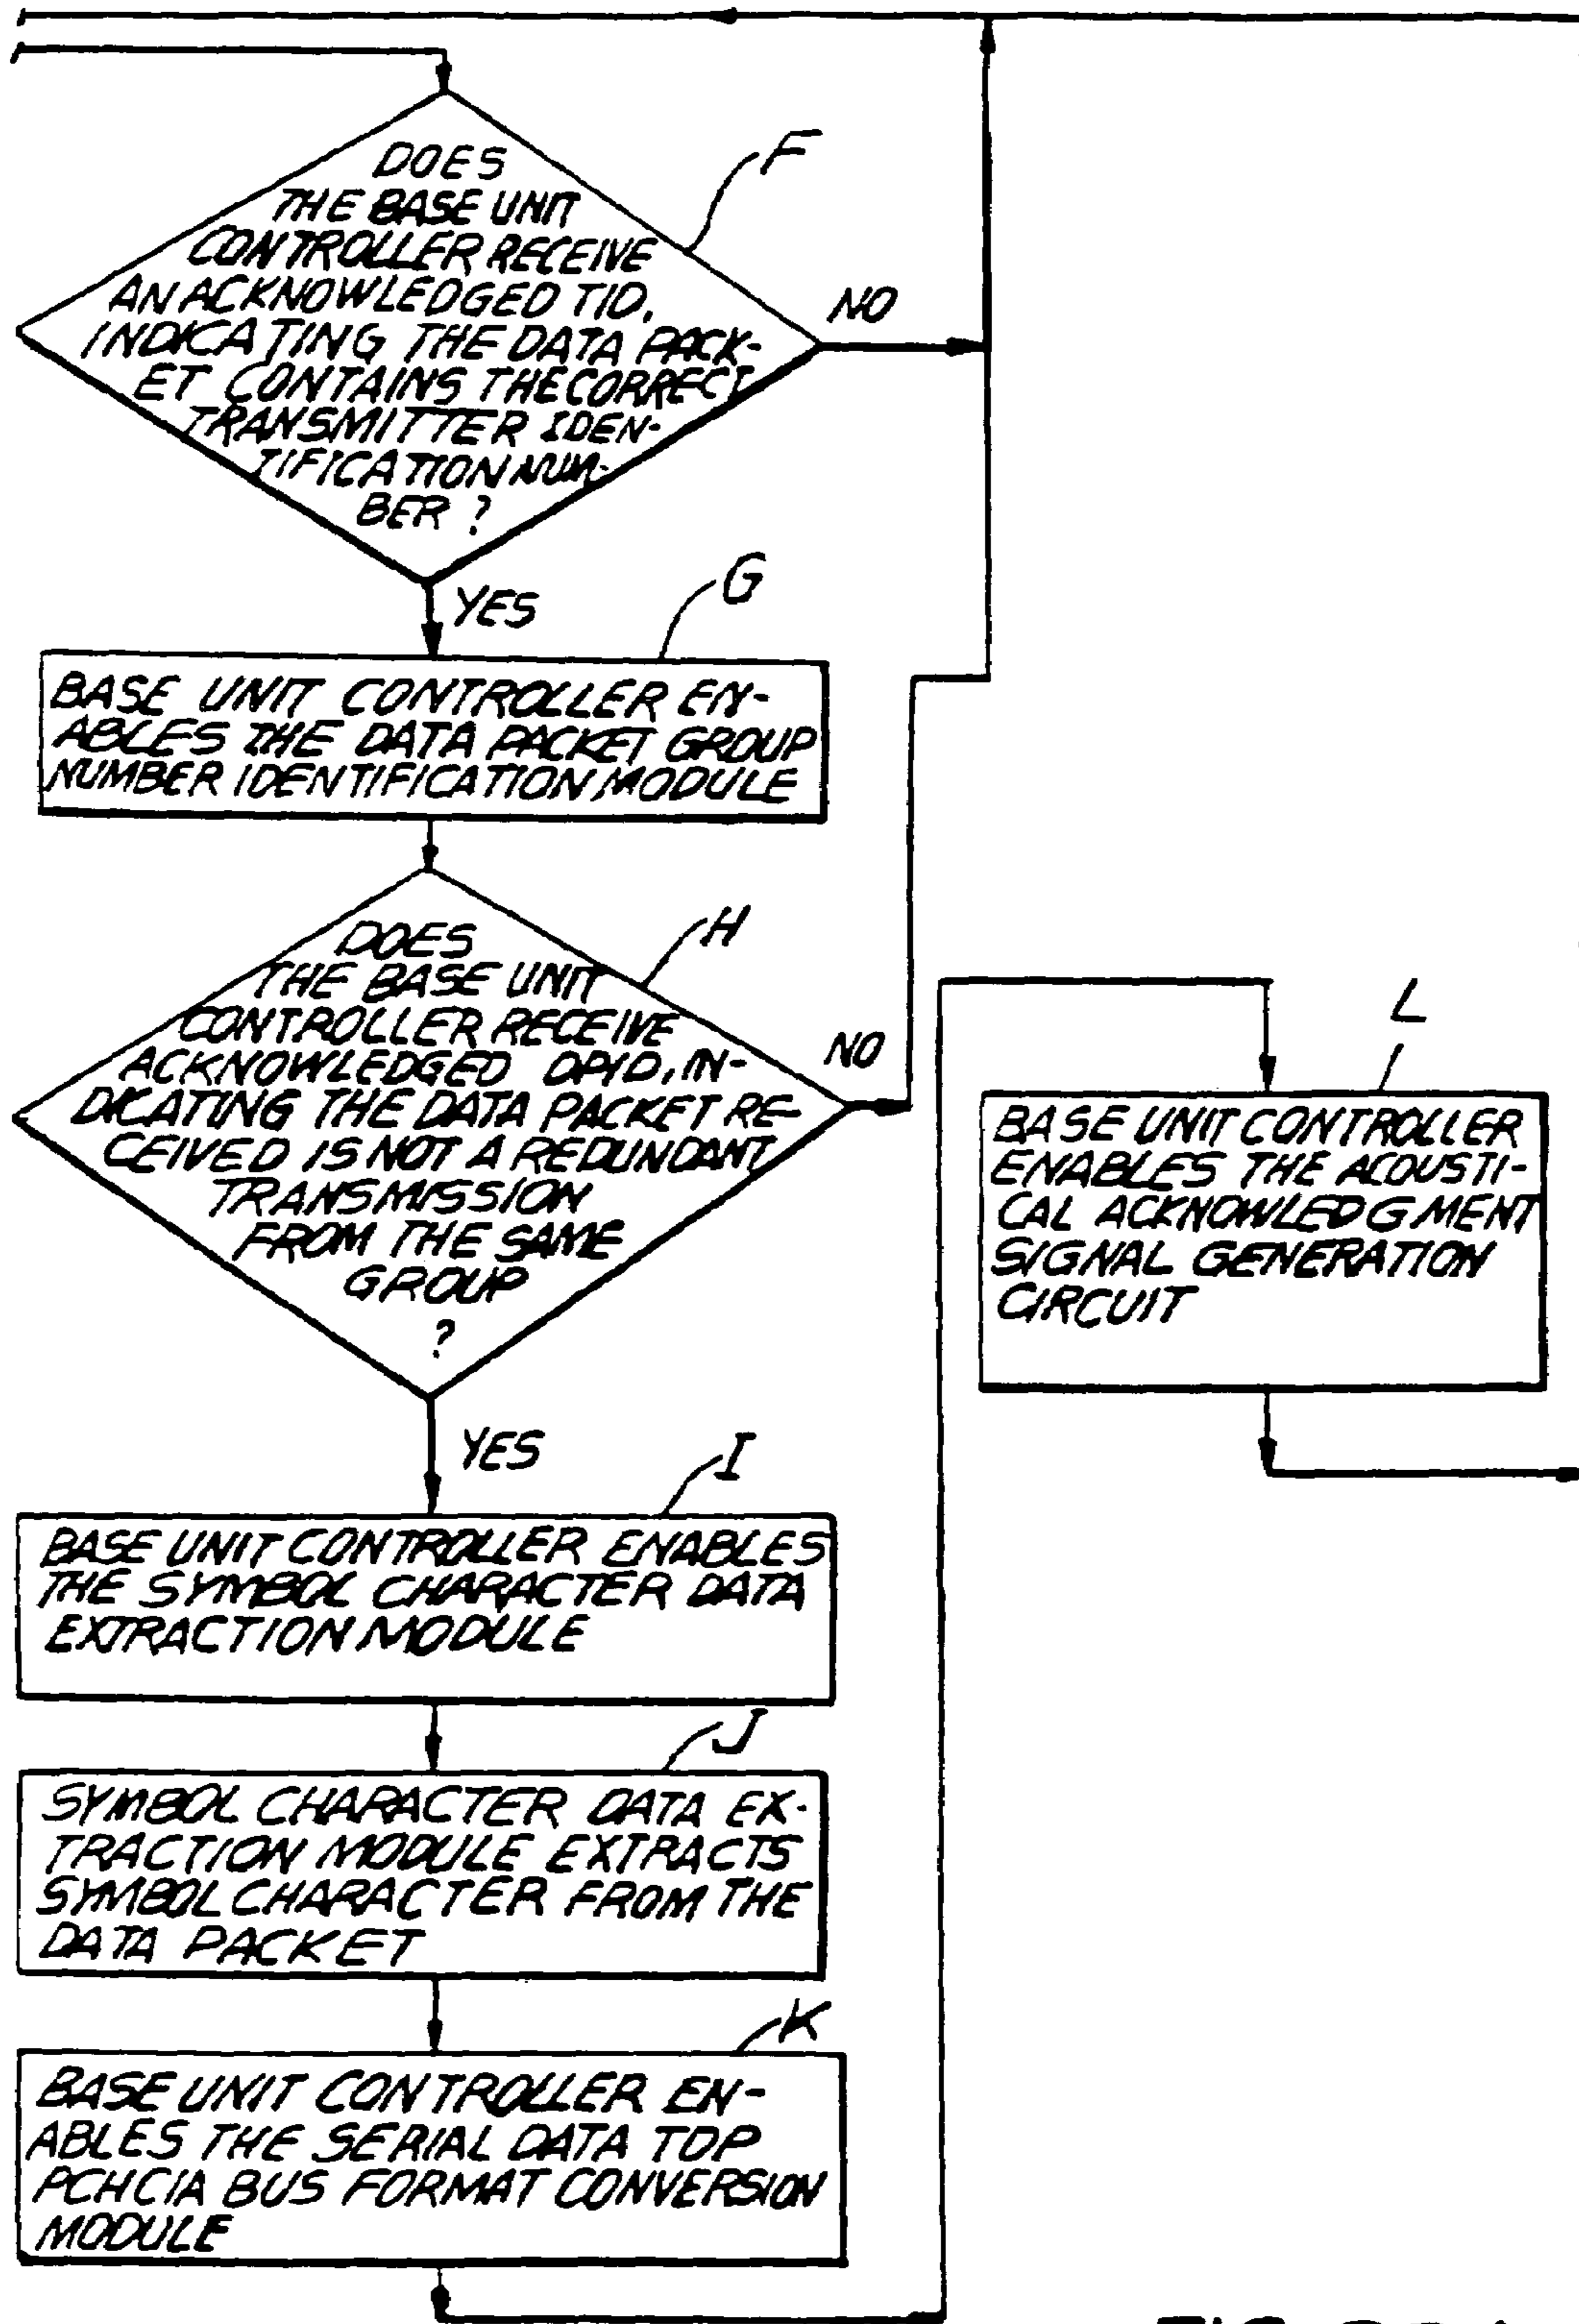 DOES
THE BASE UNIT
CONTROLLER RECEIVE
AN ACKNOWLEDGED TID,
INDICATING THE DATA PACK-
ET CONTAINS THE CORRECT
TRANSMITTER IDEN-
TIFICATION NUM-
BER ?
F
NO
YES
G
BASE UNIT CONTROLLER EN-
ABLES THE DATA PACKET GROUP
NUMBER IDENTIFICATION MODULE
DOES
THE BASE UNIT
CONTROLLER RECEIVE
ACKNOWLEDGED DPID, IN-
DICATING THE DATA PACKET RE-
CEIVED IS NOT A REDUNDANT
TRANSMISSION
FROM THE SAME
GROUP
?
H
NO
YES
I
BASE UNIT CONTROLLER ENABLES
THE SYMBOL CHARACTER DATA
EXTRACTION MODULE
J
SYMBOL CHARACTER DATA EX-
TRACTION MODULE EXTRACTS
SYMBOL CHARACTER FROM THE
DATA PACKET
K
BASE UNIT CONTROLLER EN-
ABLES THE SERIAL DATA TOP
PCHCIA BUS FORMAT CONVERSION
MODULE
L
BASE UNIT CONTROLLER
ENABLES THE ACOUSTI-
CAL ACKNOWLEDGMENT
SIGNAL GENERATION
CIRCUIT